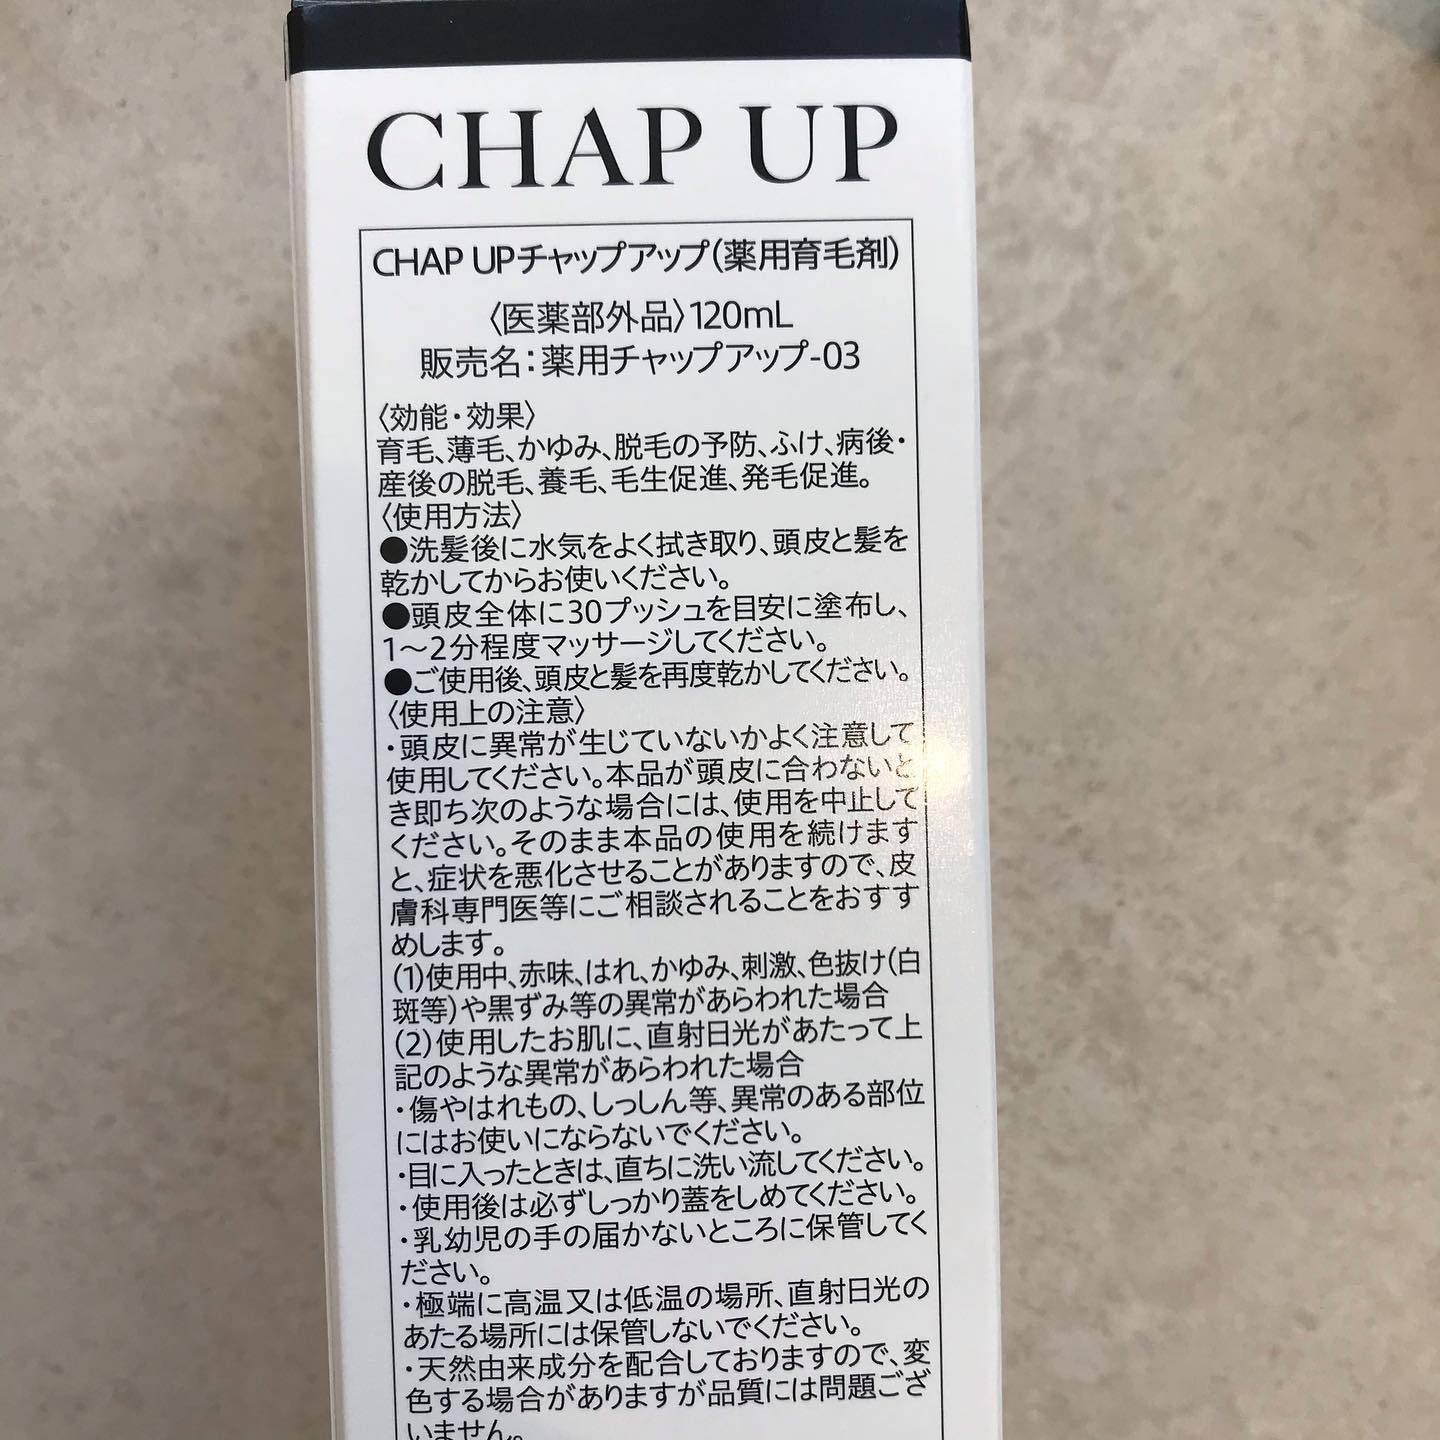 CHAP UP
CHAP UPチャップアップ(薬用育毛剤)
〈医薬部外品〉120mL
販売名：薬用チャップアップ-03
〈効能・効果〉
育毛、薄毛、かゆみ、脱毛の予防、ふけ、病後・
産後の脱毛、養毛、毛生促進、発毛促進。
〈使用方法〉
●洗髪後に水気をよく拭き取り、頭皮と髪を
乾かしてからお使いください。
●頭皮全体に30プッシュを目安に塗布し、
1〜2分程度マッサージしてください。
●ご使用後、頭皮と髪を再度乾かしてください。
〈使用上の注意〉
・頭皮に異常が生じていないかよく注意して
使用してください。本品が頭皮に合わないと
き即ち次のような場合には、使用を中止して
ください。そのまま本品の使用を続けます
と、症状を悪化させることがありますので、皮
膚科専門医等にご相談されることをおすす
めします。
(1)使用中、赤味、はれ、かゆみ、刺激、色抜け(白
斑等)や黒ずみ等の異常があらわれた場合
(2)使用したお肌に、直射日光があたって上
記のような異常があらわれた場合
・傷やはれもの、しっしん等、異常のある部位
にはお使いにならないでください。
・目に入ったときは、直ちに洗い流してください。
・使用後は必ずしっかり蓋をしめてください。
・乳幼児の手の届かないところに保管してく
ださい。
・極端に高温又は低温の場所、直射日光の
あたる場所には保管しないでください。
・天然由来成分を配合しておりますので、変
色する場合がありますが品質には問題ござ
いません。